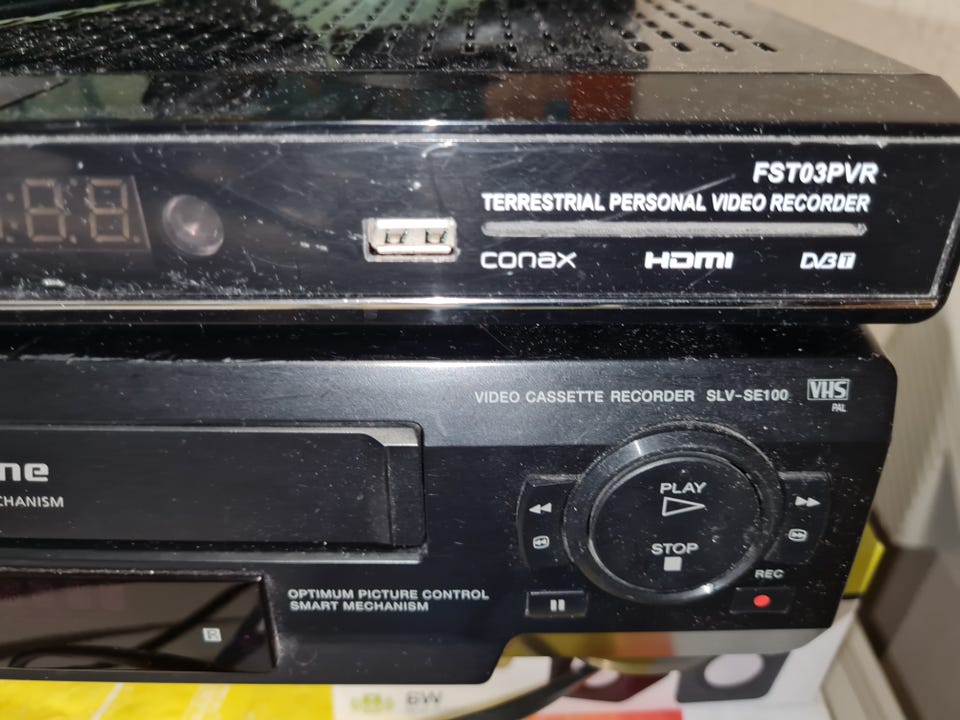 FST03PVR
TERRESTRIAL PERSONAL VIDEO RECORDER
conax HDMI DVB T
VIDEO CASSETTE RECORDER SLV-SE100 VHS
PAL
PLAY
STOP
REC
OPTIMUM PICTURE CONTROL
SMART MECHANISM
R
6W